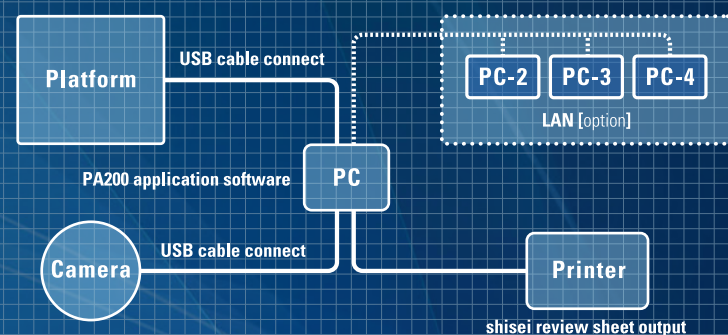 Platform
USB cable connect
PC-2 PC-3 PC-4
LAN [option]
PA200 application software
PC
USB cable connect
Camera
Printer
shisei review sheet output